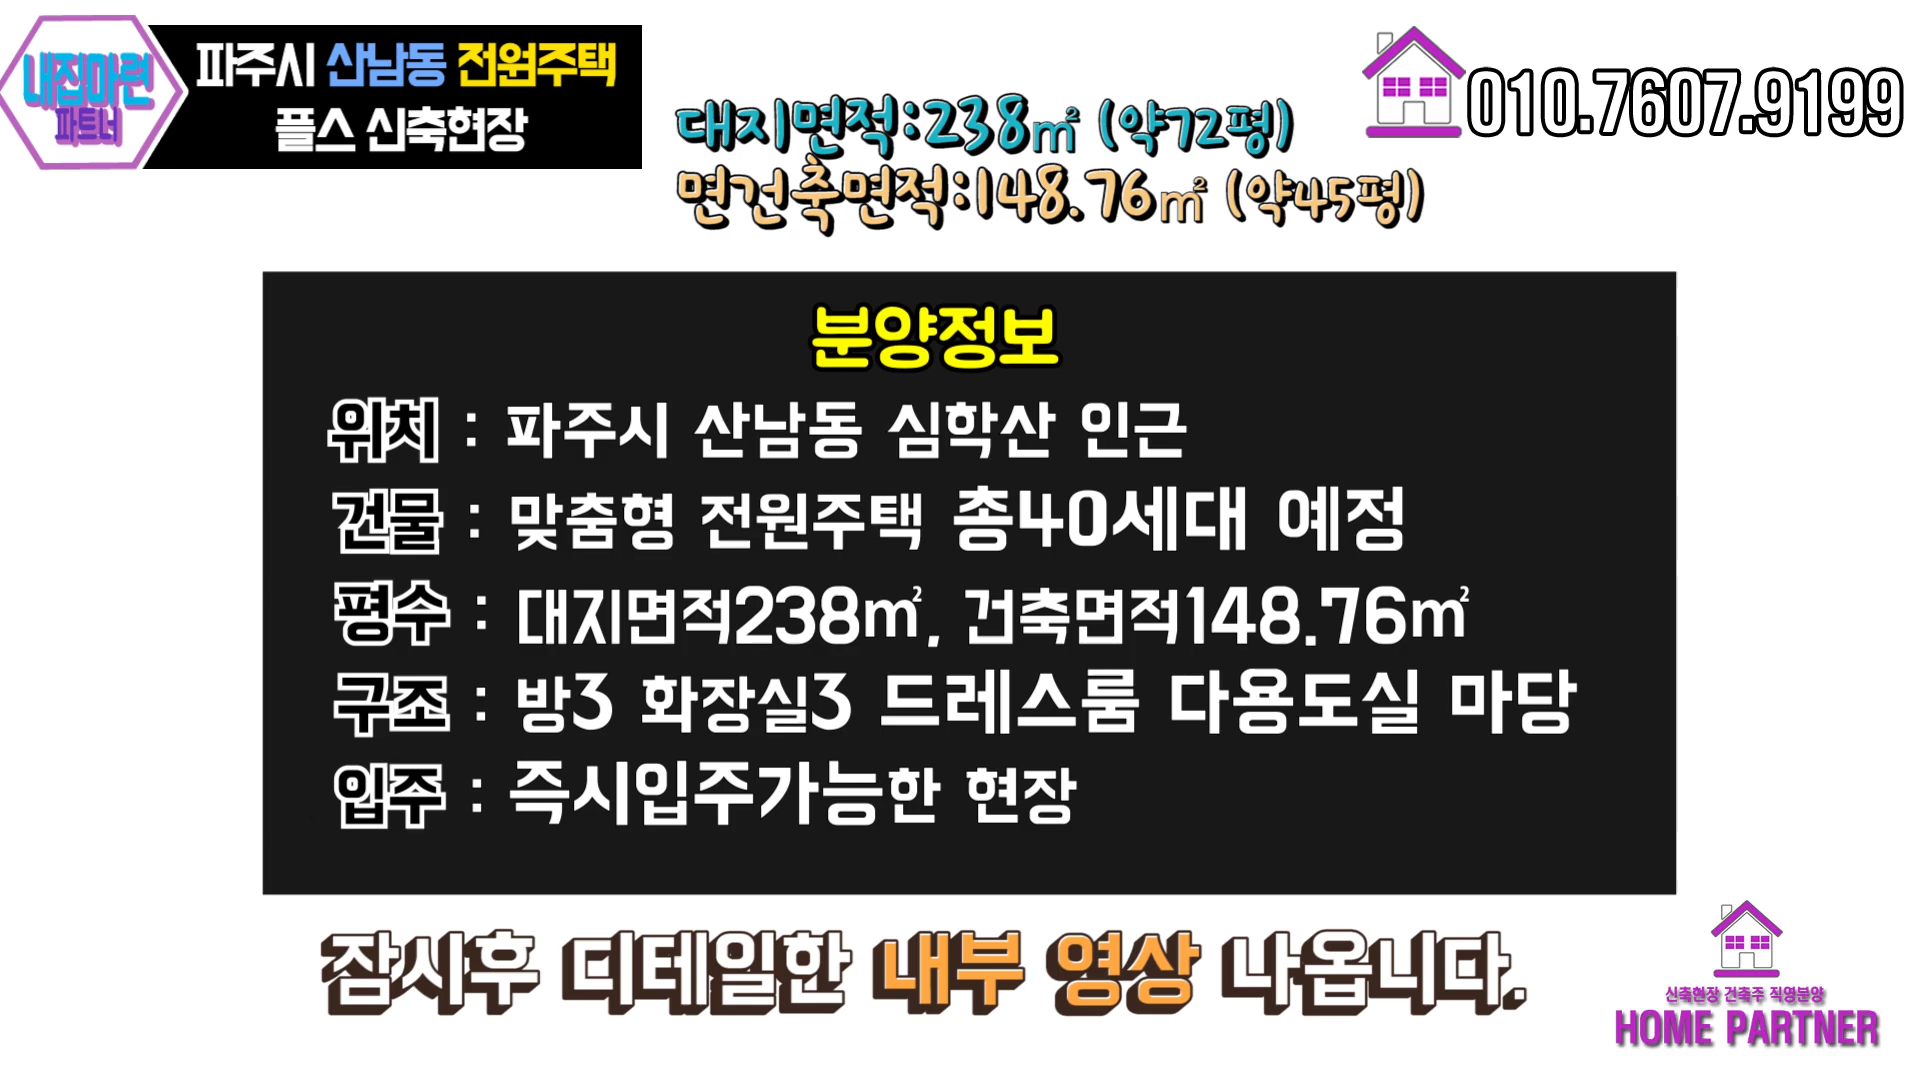 내집마련
파트너
파주시 산남동 전원주택
플스 신축현장
대지면적:238㎡ (약72평)
면건축면적:148.76㎡ (약45평)
010.7607.9199
분양정보
위치 : 파주시 산남동 심학산 인근
건물 : 맞춤형 전원주택 총40세대 예정
평수 : 대지면적238㎡, 건축면적148.76㎡
구조 : 방3 화장실3 드레스룸 다용도실 마당
입주 : 즉시입주가능한 현장
잠시후 디테일한 내부 영상 나옵니다.
신축현장 건축주 직영분양
HOME PARTNER